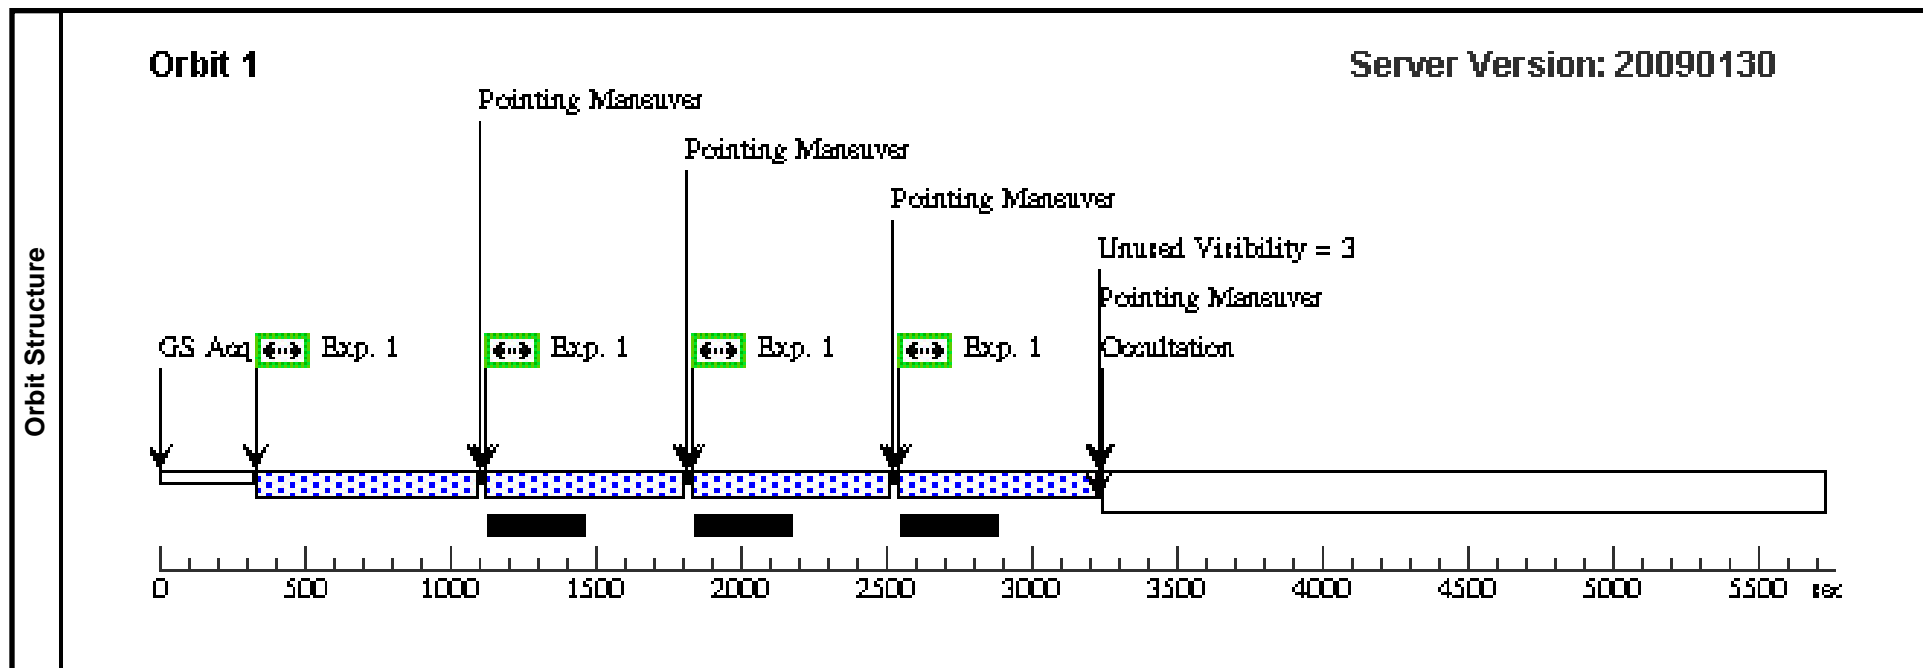 Orbit Structure
Orbit 1
Server Version: 20090130
Pointing Maneuver
Pointing Maneuver
Pointing Maneuver
Unused Visibility = 3
Pointing Maneuver
GS Acq Exp. 1 Exp. 1 Exp. 1 Exp. 1 Occultation
0 500 1000 1500 2000 2500 3000 3500 4000 4500 5000 5500 sec